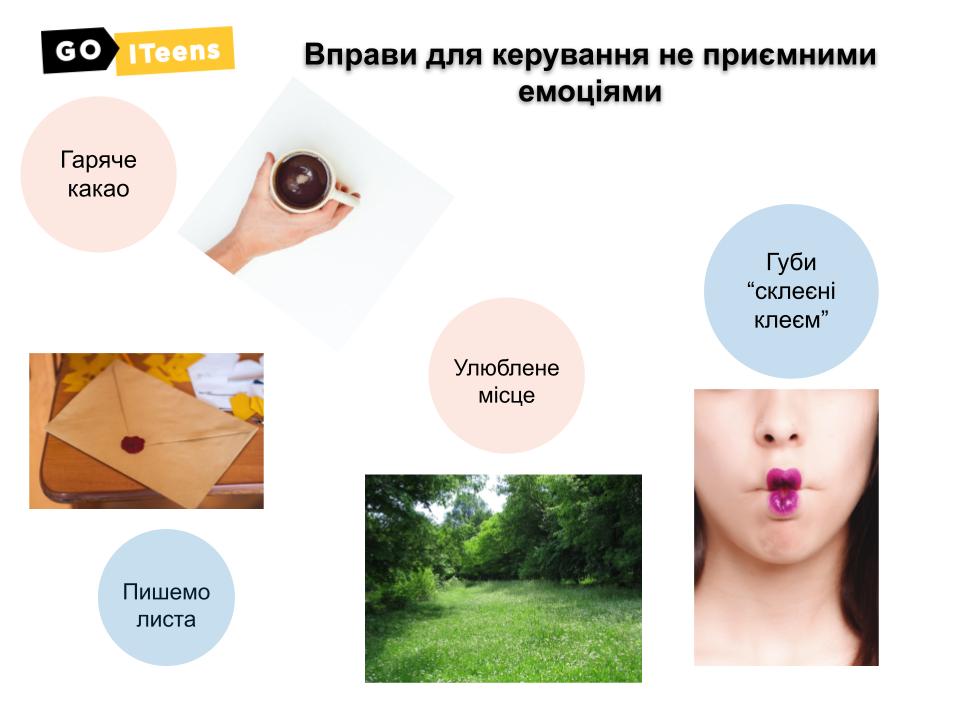 GO ITeens
Вправи для керування не приємними
емоціями
Гаряче
какао
Губи
“склеєні
клеєм”
Улюблене
місце
Пишемо
листа